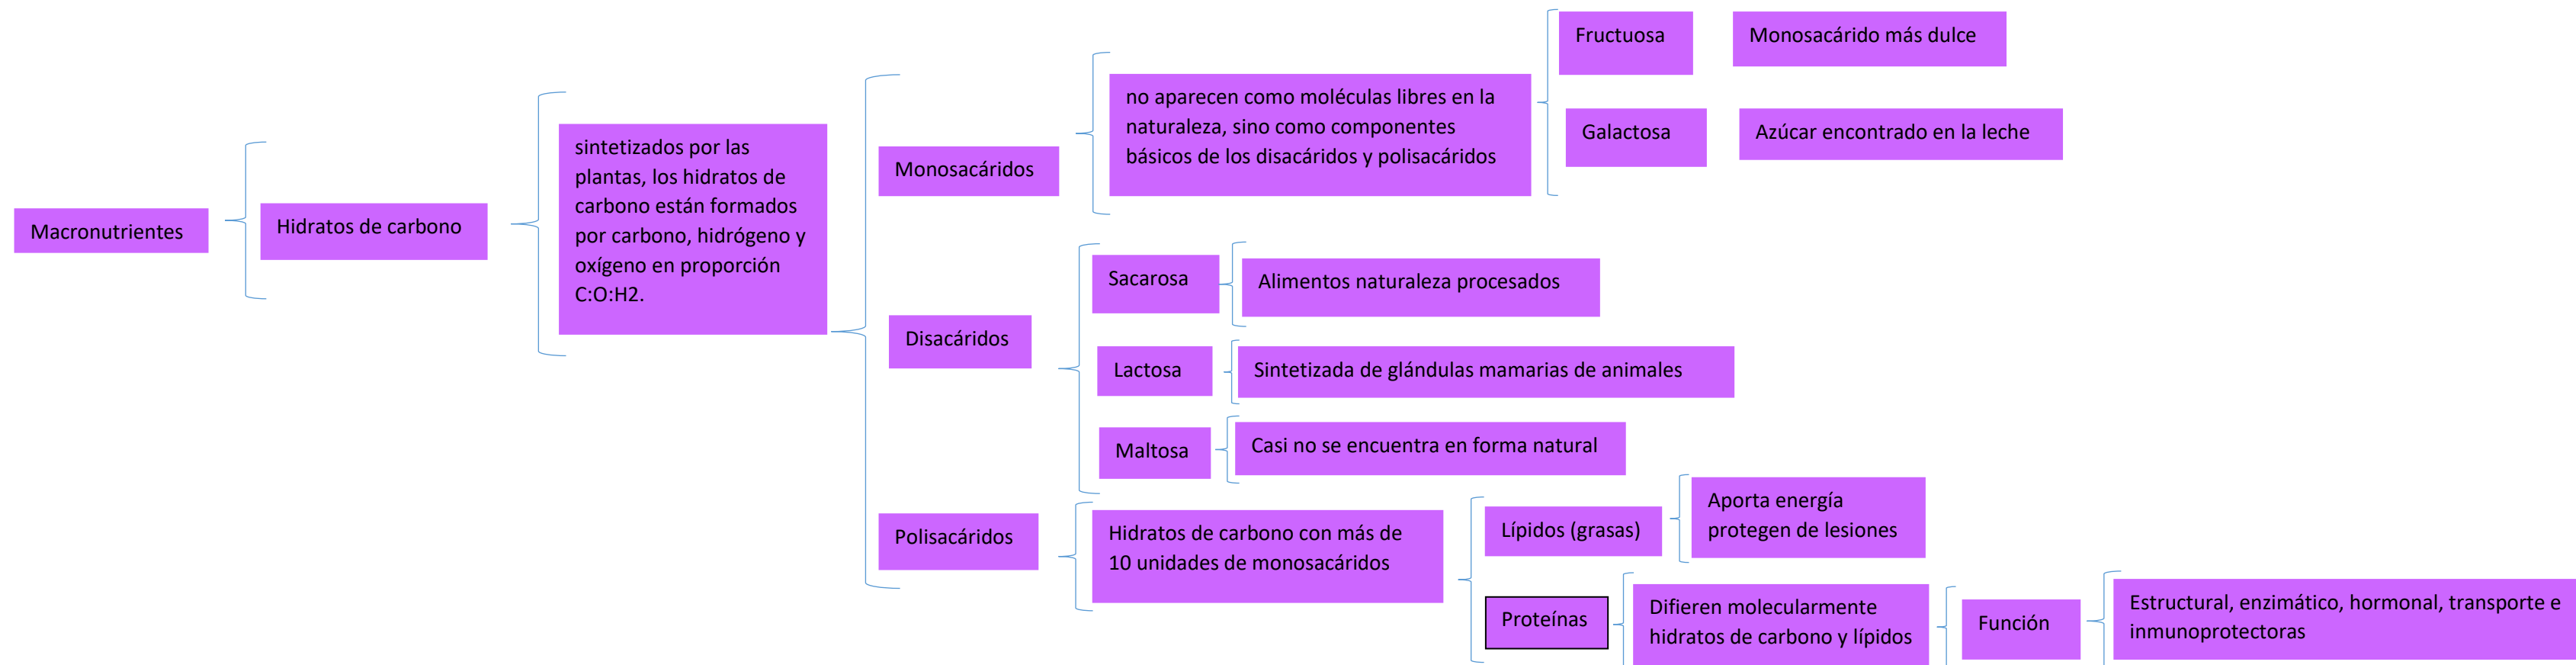 Macronutrientes
Hidratos de carbono
sintetizados por las
plantas, los hidratos de
carbono están formados
por carbono, hidrógeno y
oxígeno en proporción
C:O:H2.
Monosacáridos
no aparecen como moléculas libres en la
naturaleza, sino como componentes
básicos de los disacáridos y polisacáridos
Fructuosa
Monosacárido más dulce
Galactosa
Azúcar encontrado en la leche
Disacáridos
Sacarosa
Alimentos naturaleza procesados
Lactosa
Sintetizada de glándulas mamarias de animales
Maltosa
Casi no se encuentra en forma natural
Polisacáridos
Hidratos de carbono con más de
10 unidades de monosacáridos
Lípidos (grasas)
Aporta energía
protegen de lesiones
Proteínas
Difieren molecularmente
hidratos de carbono y lípidos
Función
Estructural, enzimático, hormonal, transporte e
inmunoprotectoras